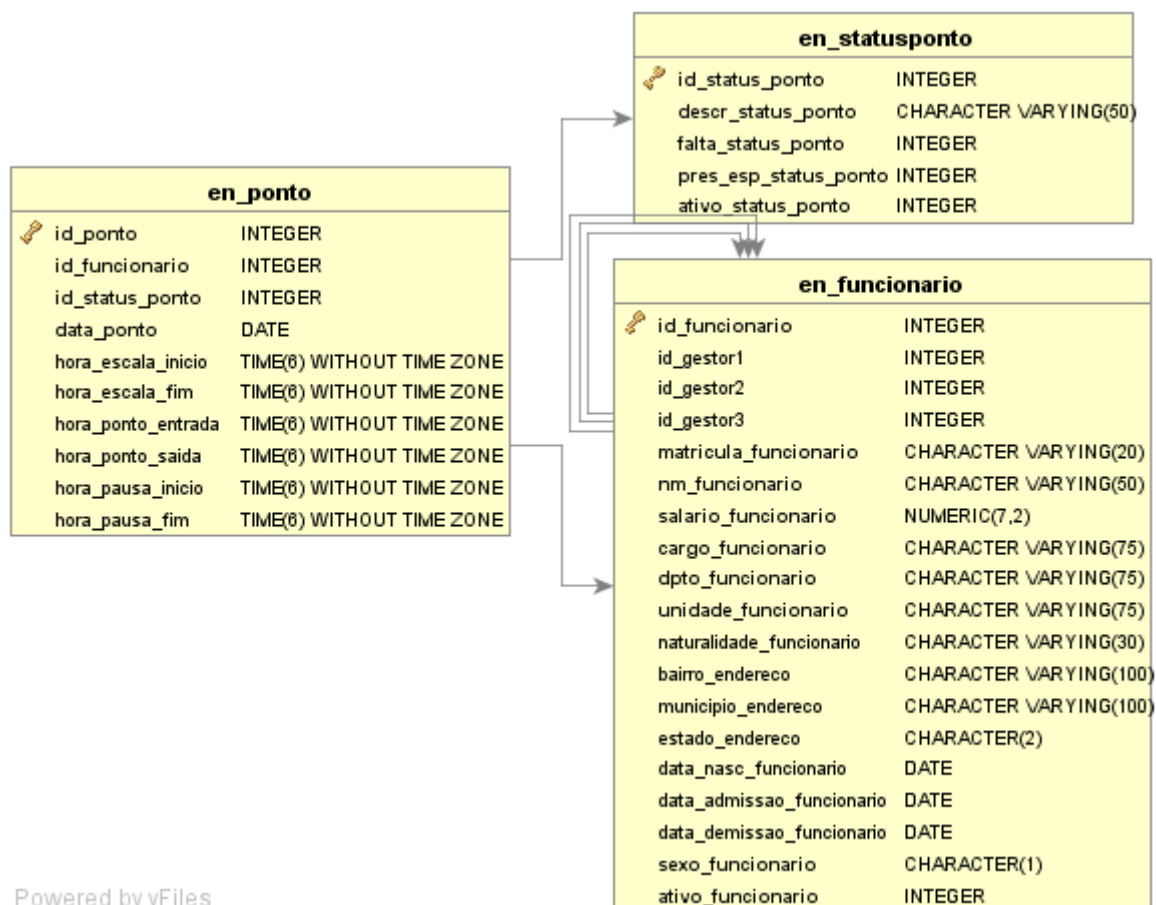 en_statusponto
id_status_ponto INTEGER
descr_status_ponto CHARACTER VARYING(50)
falta_status_ponto INTEGER
pres_esp_status_ponto INTEGER
ativo_status_ponto INTEGER
en_ponto
id_ponto INTEGER
id_funcionario INTEGER
id_status_ponto INTEGER
data_ponto DATE
hora_escala_inicio TIME(6) WITHOUT TIME ZONE
hora_escala_fim TIME(6) WITHOUT TIME ZONE
hora_ponto_entrada TIME(6) WITHOUT TIME ZONE
hora_ponto_saida TIME(6) WITHOUT TIME ZONE
hora_pausa_inicio TIME(6) WITHOUT TIME ZONE
hora_pausa_fim TIME(6) WITHOUT TIME ZONE
en_funcionario
id_funcionario INTEGER
id_gestor1 INTEGER
id_gestor2 INTEGER
id_gestor3 INTEGER
matricula_funcionario CHARACTER VARYING(20)
nm_funcionario CHARACTER VARYING(50)
salario_funcionario NUMERIC(7,2)
cargo_funcionario CHARACTER VARYING(75)
dpto_funcionario CHARACTER VARYING(75)
unidade_funcionario CHARACTER VARYING(75)
naturalidade_funcionario CHARACTER VARYING(30)
bairro_endereco CHARACTER VARYING(100)
municipio_endereco CHARACTER VARYING(100)
estado_endereco CHARACTER(2)
data_nasc_funcionario DATE
data_admissao_funcionario DATE
data_demissao_funcionario DATE
sexo_funcionario CHARACTER(1)
ativo_funcionario INTEGER
Powered by yFiles